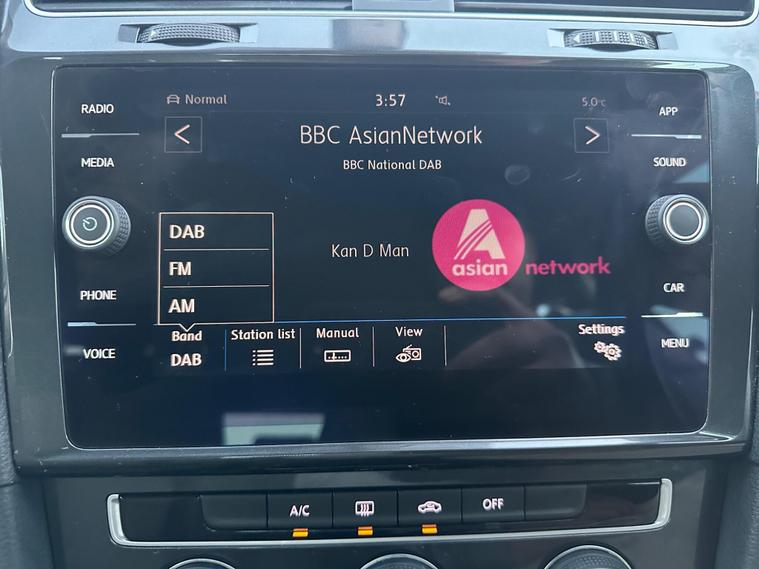 RADIO
MEDIA
PHONE
VOICE
Normal
3:57
5.0°c
<
BBC AsianNetwork
>
BBC National DAB
DAB
FM
AM
Kan D Man
A
asian network
Band
DAB
Station list
Manual
View
Settings
APP
SOUND
CAR
MENU
A/C
OFF